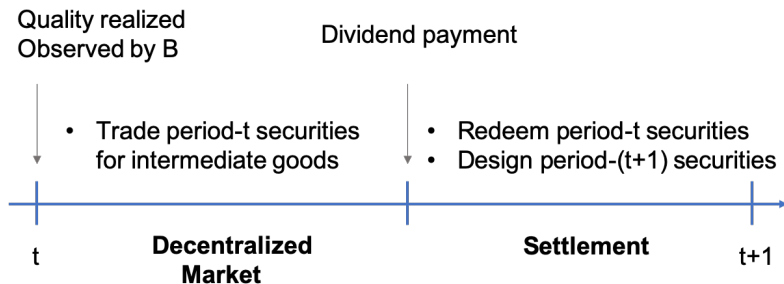 Quality realized
Observed by B
Dividend payment
• Trade period-t securities
for intermediate goods
• Redeem period-t securities
• Design period-(t+1) securities
t
Decentralized
Market
Settlement
t+1